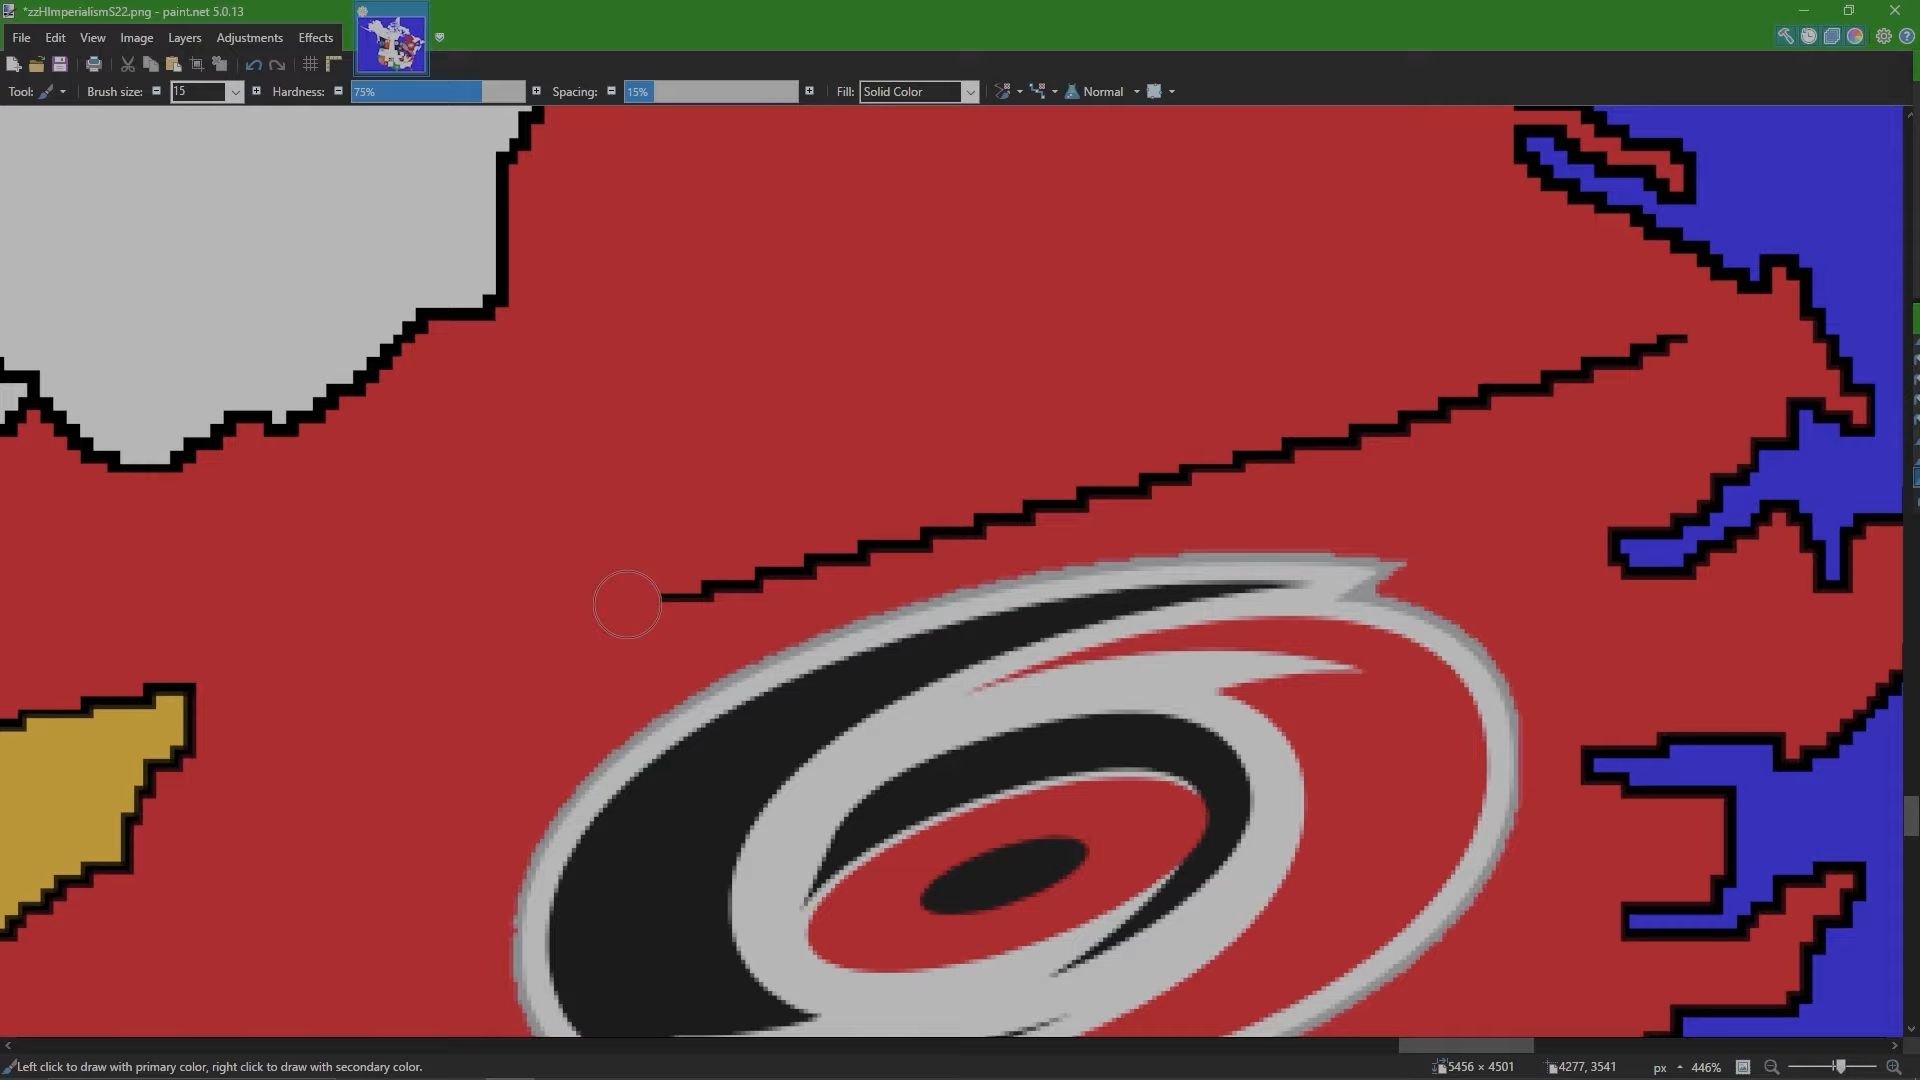 *zzHImperialismS22.png - paint.net 5.0.13
File Edit View Image Layers Adjustments Effects
Tool: Brush size: 15 Hardness: 75% Spacing: 15% Fill: Solid Color Normal
Left click to draw with primary color, right click to draw with secondary color. 5456 × 4501 4277, 3541 px 446%